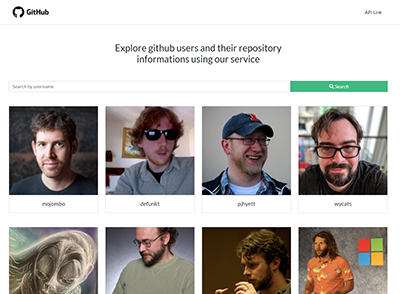 GitHub
API Link
Explore github users and their repository
informations using our service
Search by username
Search
mojombo
defunkt
pjhyett
wycats